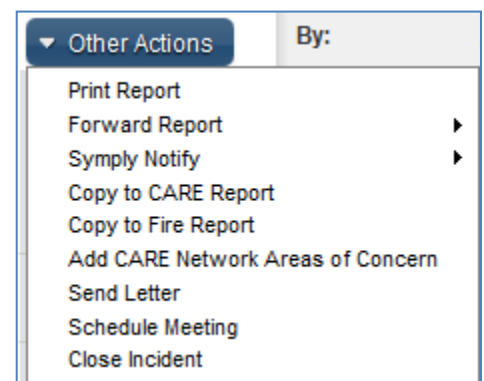 Other Actions
By:
Print Report
Forward Report
Symply Notify
Copy to CARE Report
Copy to Fire Report
Add CARE Network Areas of Concern
Send Letter
Schedule Meeting
Close Incident